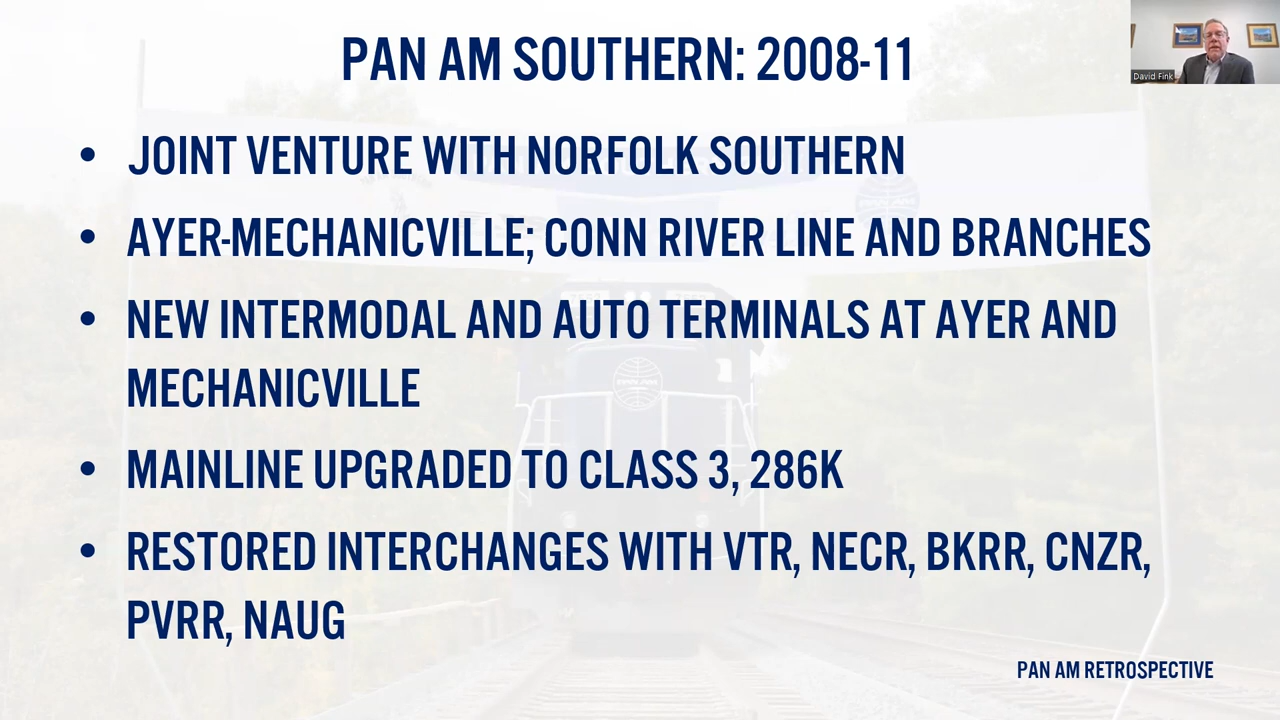 PAN AM SOUTHERN: 2008-11
David Fink
• JOINT VENTURE WITH NORFOLK SOUTHERN
• AYER-MECHANICVILLE; CONN RIVER LINE AND BRANCHES
• NEW INTERMODAL AND AUTO TERMINALS AT AYER AND
MECHANICVILLE
PAN AM
• MAINLINE UPGRADED TO CLASS 3, 286K
• RESTORED INTERCHANGES WITH VTR, NECR, BKRR, CNZR,
PVRR, NAUG
PAN AM RETROSPECTIVE